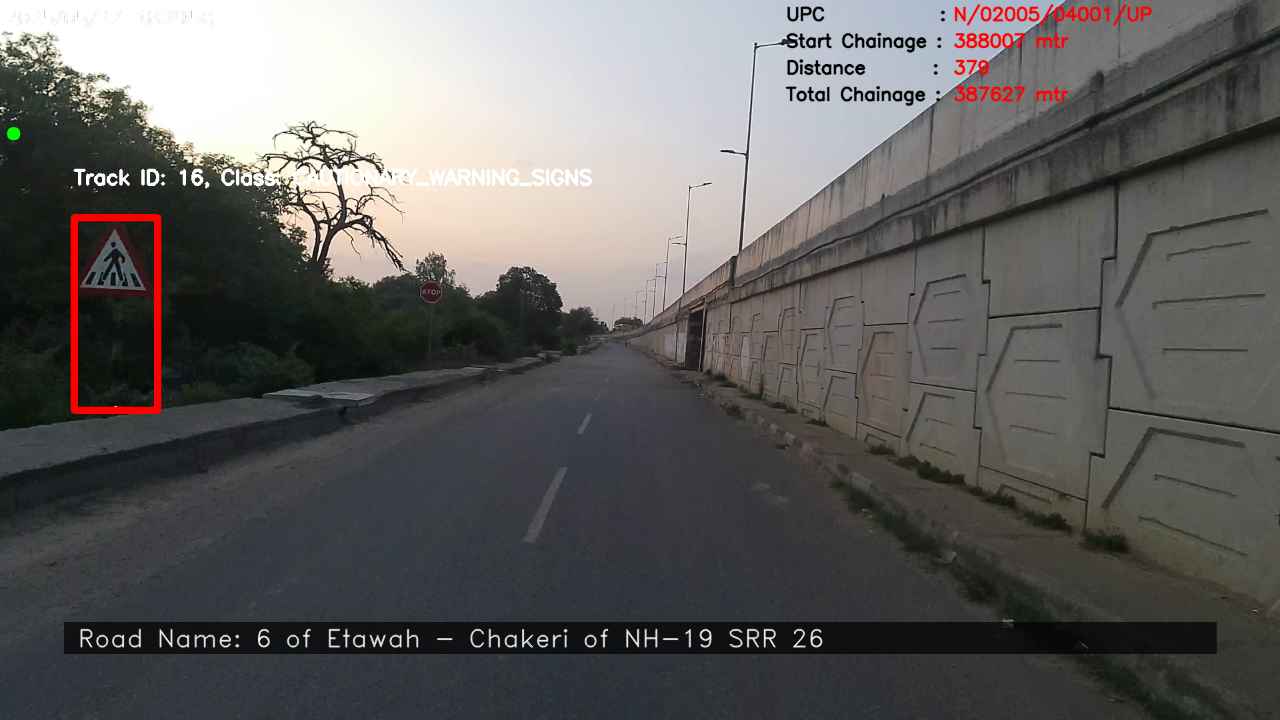 UPC : N/02005/04001/UP
Start Chainage : 388007 mtr
Distance : 379
Total Chainage : 387627 mtr
Track ID: 16, Class: CAUTIONARY_WARNING_SIGNS
STOP
Road Name: 6 of Etawah - Chakeri of NH-19 SRR 26